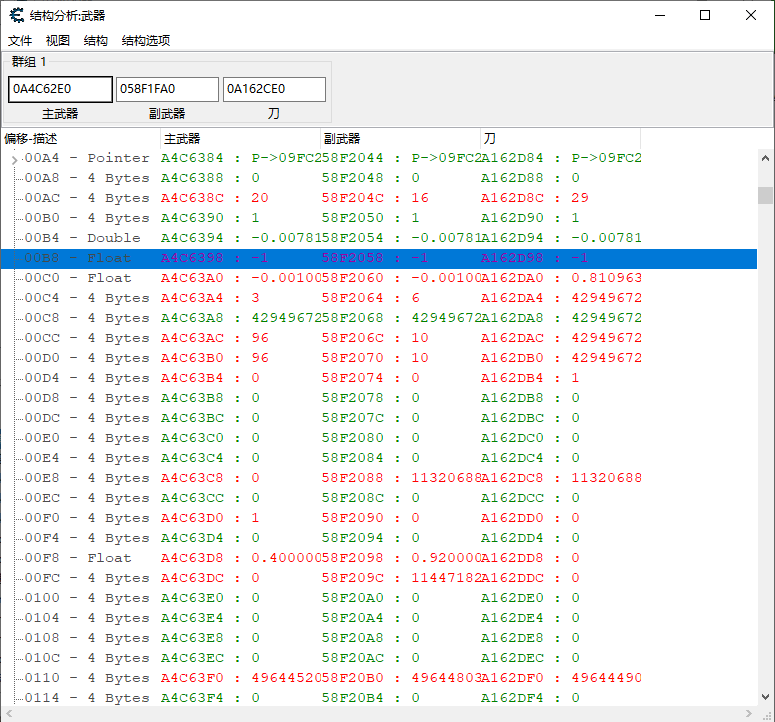 结构分析:武器
文件 视图 结构 结构选项
群组 1
0A4C62E0 058F1FA0 0A162CE0
主武器 副武器 刀
偏移-描述 主武器 副武器 刀
00A4 - Pointer A4C6384 : P->09FC2 58F2044 : P->09FC2 A162D84 : P->09FC2
00A8 - 4 Bytes A4C6388 : 0 58F2048 : 0 A162D88 : 0
00AC - 4 Bytes A4C638C : 20 58F204C : 16 A162D8C : 29
00B0 - 4 Bytes A4C6390 : 1 58F2050 : 1 A162D90 : 1
00B4 - Double A4C6394 : -0.00781 58F2054 : -0.00781 A162D94 : -0.00781
00B8 - Float A4C6398 : -1 58F2058 : -1 A162D98 : -1
00C0 - Float A4C63A0 : -0.00100 58F2060 : -0.00100 A162DA0 : 0.810963
00C4 - 4 Bytes A4C63A4 : 3 58F2064 : 6 A162DA4 : 42949672
00C8 - 4 Bytes A4C63A8 : 42949672 58F2068 : 42949672 A162DA8 : 42949672
00CC - 4 Bytes A4C63AC : 96 58F206C : 10 A162DAC : 42949672
00D0 - 4 Bytes A4C63B0 : 96 58F2070 : 10 A162DB0 : 42949672
00D4 - 4 Bytes A4C63B4 : 0 58F2074 : 0 A162DB4 : 1
00D8 - 4 Bytes A4C63B8 : 0 58F2078 : 0 A162DB8 : 0
00DC - 4 Bytes A4C63BC : 0 58F207C : 0 A162DBC : 0
00E0 - 4 Bytes A4C63C0 : 0 58F2080 : 0 A162DC0 : 0
00E4 - 4 Bytes A4C63C4 : 0 58F2084 : 0 A162DC4 : 0
00E8 - 4 Bytes A4C63C8 : 0 58F2088 : 11320688 A162DC8 : 11320688
00EC - 4 Bytes A4C63CC : 0 58F208C : 0 A162DCC : 0
00F0 - 4 Bytes A4C63D0 : 1 58F2090 : 0 A162DD0 : 0
00F4 - 4 Bytes A4C63D4 : 0 58F2094 : 0 A162DD4 : 0
00F8 - Float A4C63D8 : 0.400000 58F2098 : 0.920000 A162DD8 : 0
00FC - 4 Bytes A4C63DC : 0 58F209C : 11447182 A162DDC : 0
0100 - 4 Bytes A4C63E0 : 0 58F20A0 : 0 A162DE0 : 0
0104 - 4 Bytes A4C63E4 : 0 58F20A4 : 0 A162DE4 : 0
0108 - 4 Bytes A4C63E8 : 0 58F20A8 : 0 A162DE8 : 0
010C - 4 Bytes A4C63EC : 0 58F20AC : 0 A162DEC : 0
0110 - 4 Bytes A4C63F0 : 49644520 58F20B0 : 49644803 A162DF0 : 49644490
0114 - 4 Bytes A4C63F4 : 0 58F20B4 : 0 A162DF4 : 0